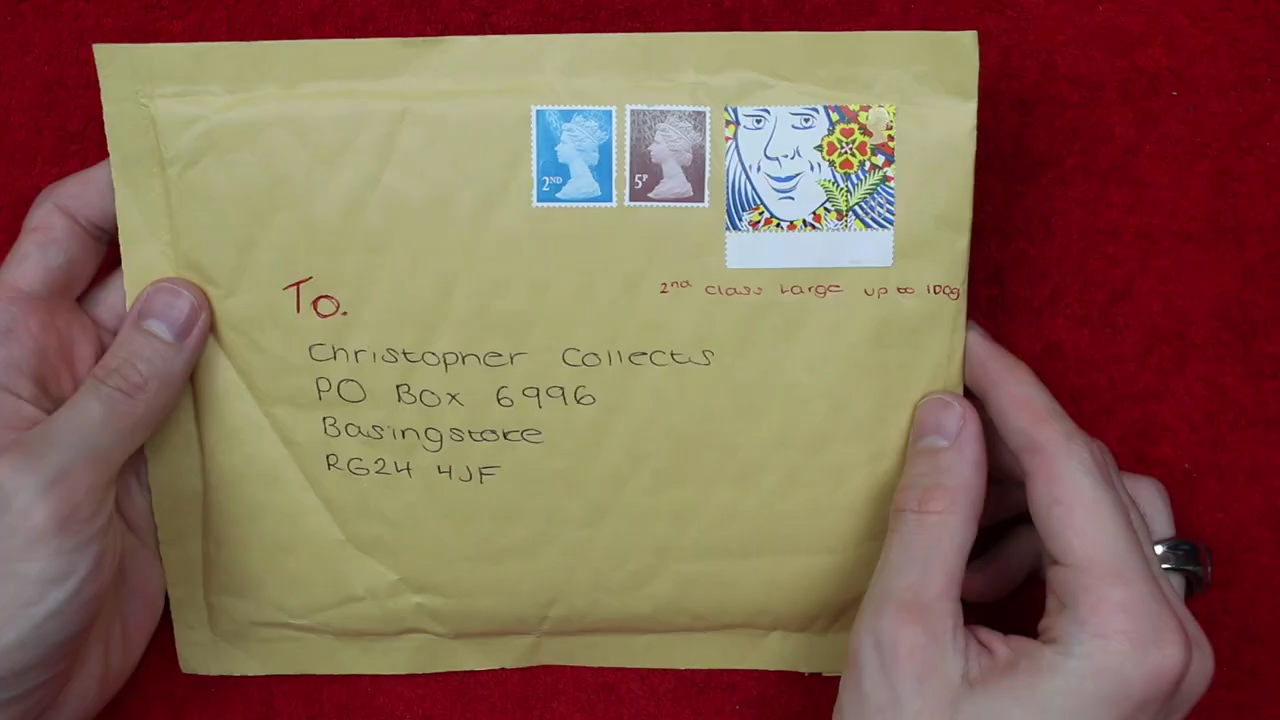 2ND
5P
2nd class Large up to 100g
To.
Christopher Collects
PO Box 6996
Basingstoke
RG24 4JF